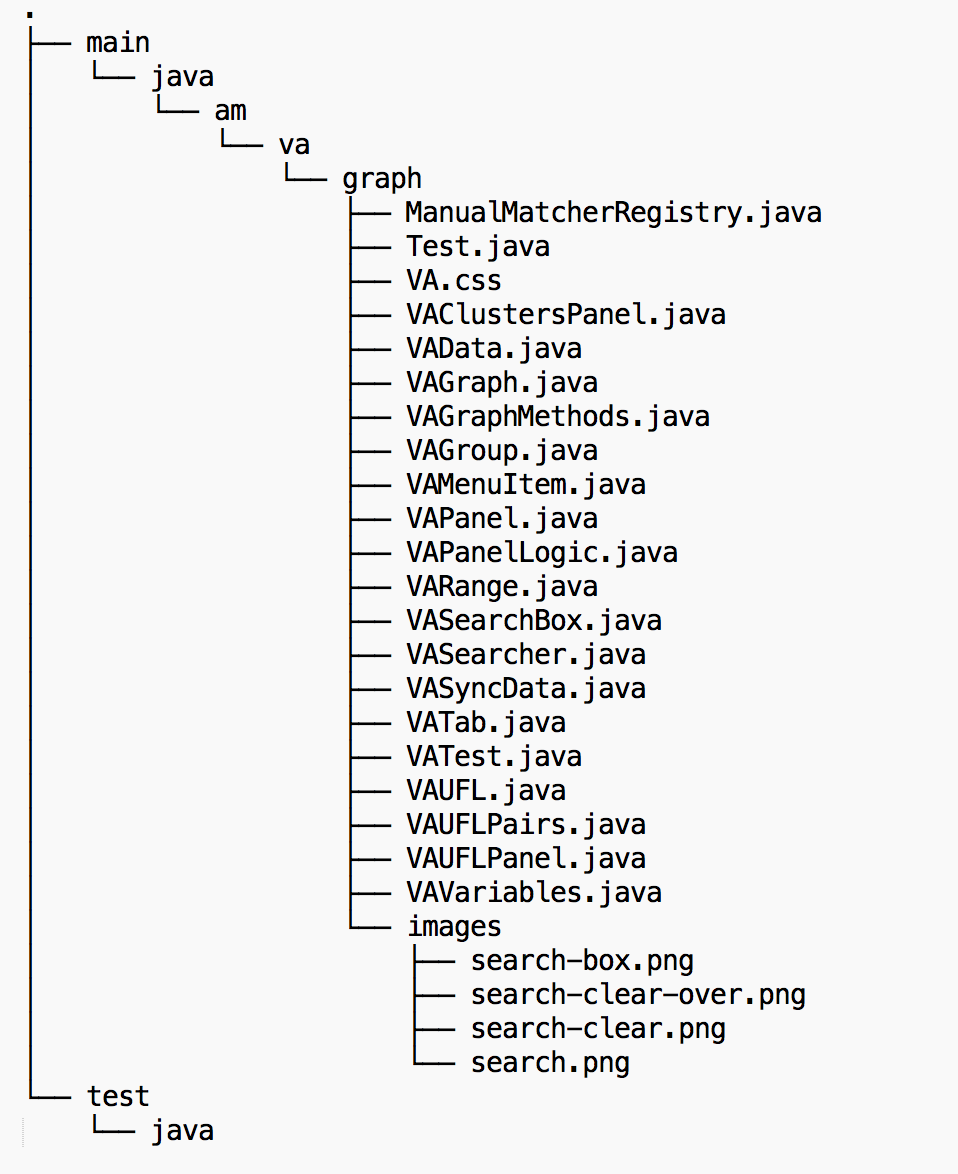 .
├── main
│   └── java
│       └── am
│           └── va
│               └── graph
│                   ├── ManualMatcherRegistry.java
│                   ├── Test.java
│                   ├── VA.css
│                   ├── VAClustersPanel.java
│                   ├── VAData.java
│                   ├── VAGraph.java
│                   ├── VAGraphMethods.java
│                   ├── VAGroup.java
│                   ├── VAMenuItem.java
│                   ├── VAPanel.java
│                   ├── VAPanelLogic.java
│                   ├── VARange.java
│                   ├── VASearchBox.java
│                   ├── VASearcher.java
│                   ├── VASyncData.java
│                   ├── VATab.java
│                   ├── VATest.java
│                   ├── VAUFL.java
│                   ├── VAUFLPairs.java
│                   ├── VAUFLPanel.java
│                   ├── VAVariables.java
│                   └── images
│                       ├── search-box.png
│                       ├── search-clear-over.png
│                       ├── search-clear.png
│                       └── search.png
└── test
    └── java